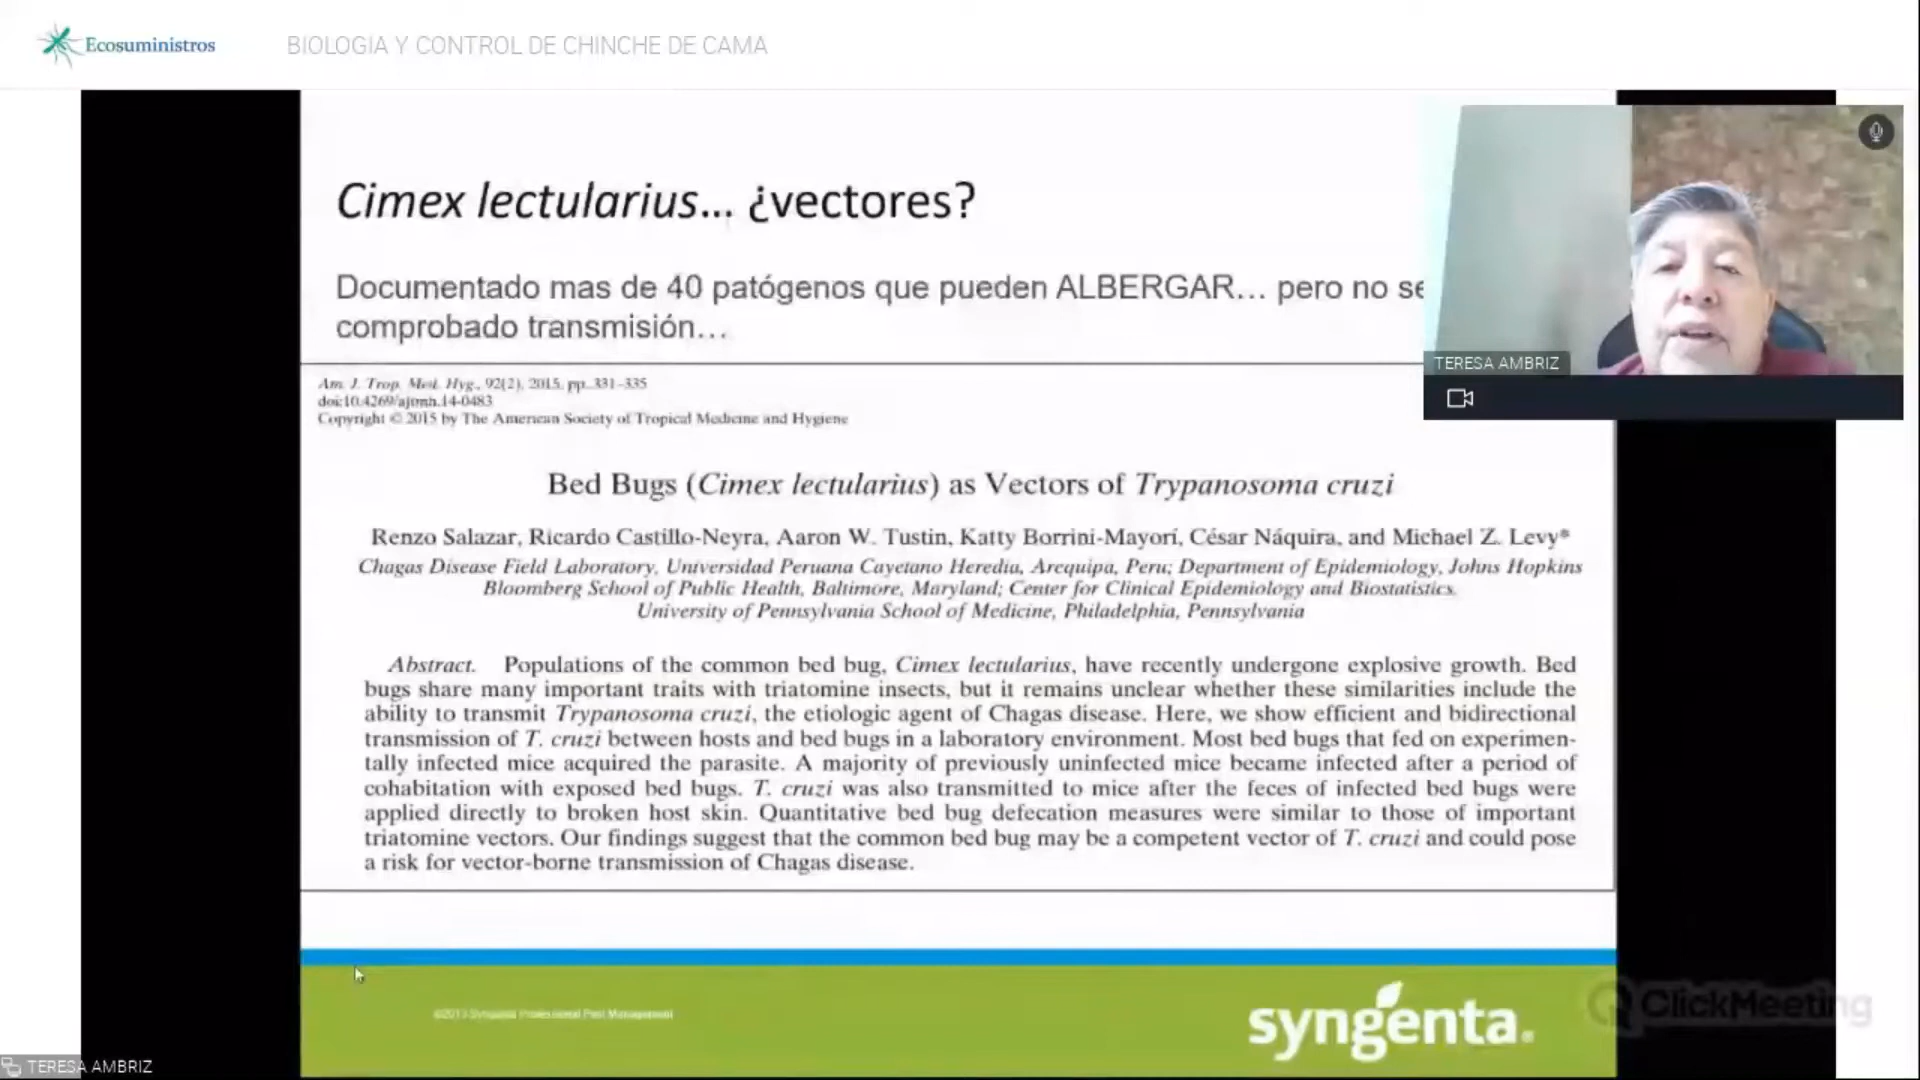 Ecosuministros
BIOLOGIA Y CONTROL DE CHINCHE DE CAMA
Cimex lectularius... ¿vectores?
Documentado mas de 40 patógenos que pueden ALBERGAR... pero no se
comprobado transmisión...
TERESA AMBRIZ
Am. J. Trop. Med. Hyg., 92(2), 2015, pp. 331–335
doi:10.4269/ajtmh.14-0483
Copyright © 2015 by The American Society of Tropical Medicine and Hygiene
Bed Bugs (Cimex lectularius) as Vectors of Trypanosoma cruzi
Renzo Salazar, Ricardo Castillo-Neyra, Aaron W. Tustin, Katty Borrini-Mayorí, César Náquira, and Michael Z. Levy*
Chagas Disease Field Laboratory, Universidad Peruana Cayetano Heredia, Arequipa, Peru; Department of Epidemiology, Johns Hopkins
Bloomberg School of Public Health, Baltimore, Maryland; Center for Clinical Epidemiology and Biostatistics,
University of Pennsylvania School of Medicine, Philadelphia, Pennsylvania
Abstract. Populations of the common bed bug, Cimex lectularius, have recently undergone explosive growth. Bed
bugs share many important traits with triatomine insects, but it remains unclear whether these similarities include the
ability to transmit Trypanosoma cruzi, the etiologic agent of Chagas disease. Here, we show efficient and bidirectional
transmission of T. cruzi between hosts and bed bugs in a laboratory environment. Most bed bugs that fed on experimen-
tally infected mice acquired the parasite. A majority of previously uninfected mice became infected after a period of
cohabitation with exposed bed bugs. T. cruzi was also transmitted to mice after the feces of infected bed bugs were
applied directly to broken host skin. Quantitative bed bug defecation measures were similar to those of important
triatomine vectors. Our findings suggest that the common bed bug may be a competent vector of T. cruzi and could pose
a risk for vector-borne transmission of Chagas disease.
Syngenta Professional Pest Management
syngenta.
ClickMeeting
TERESA AMBRIZ